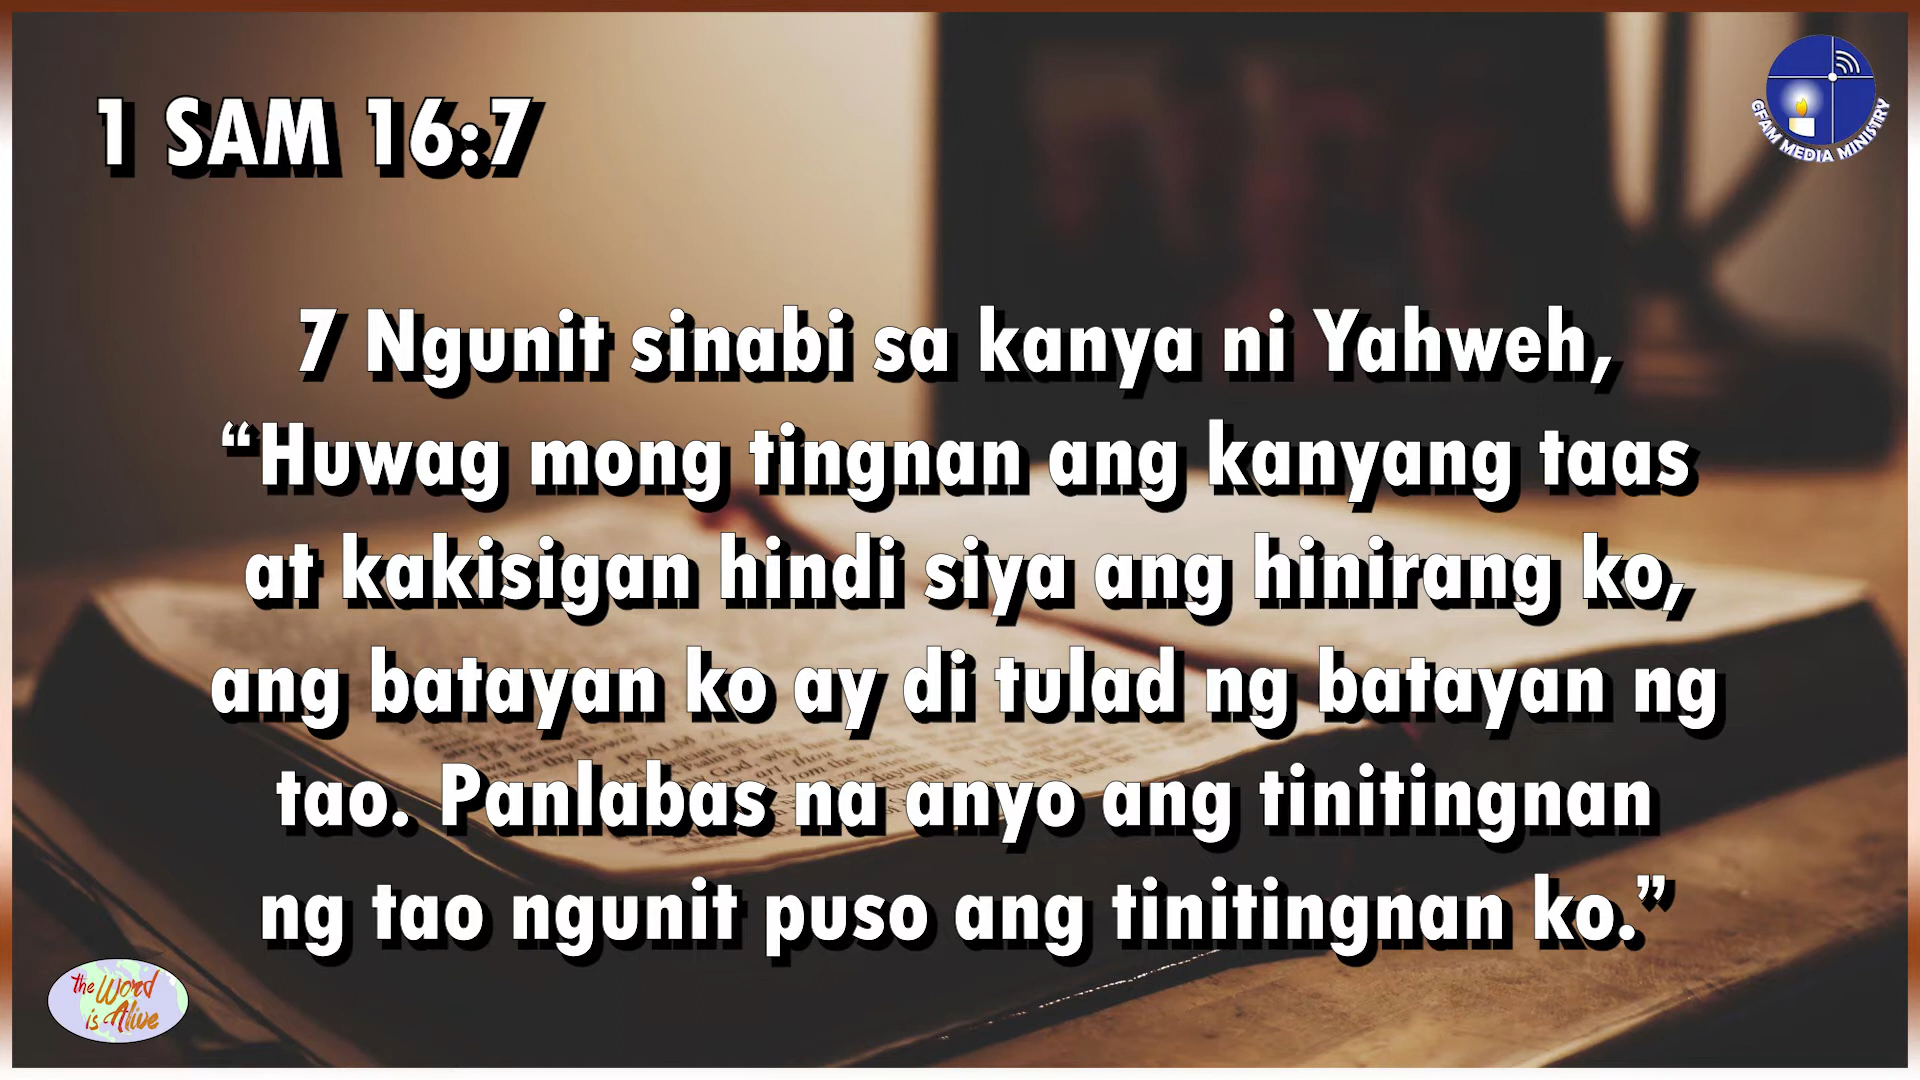 1 SAM 16:7
GFAM MEDIA MINISTRY
7 Ngunit sinabi sa kanya ni Yahweh,
“Huwag mong tingnan ang kanyang taas
at kakisigan hindi siya ang hinirang ko,
ang batayan ko ay di tulad ng batayan ng
tao. Panlabas na anyo ang tinitingnan
ng tao ngunit puso ang tinitingnan ko.”
PSALM 22
the Word
is Alive